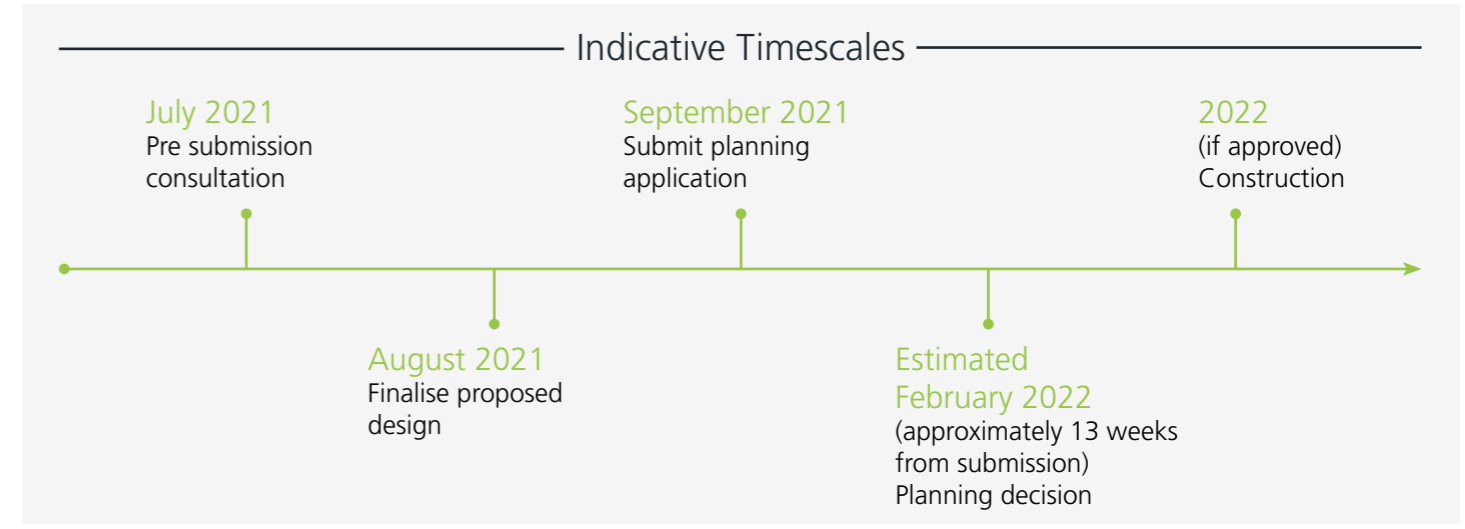 Indicative Timescales
July 2021
Pre submission
consultation
August 2021
Finalise proposed
design
September 2021
Submit planning
application
Estimated
February 2022
(approximately 13 weeks
from submission)
Planning decision
2022
(if approved)
Construction